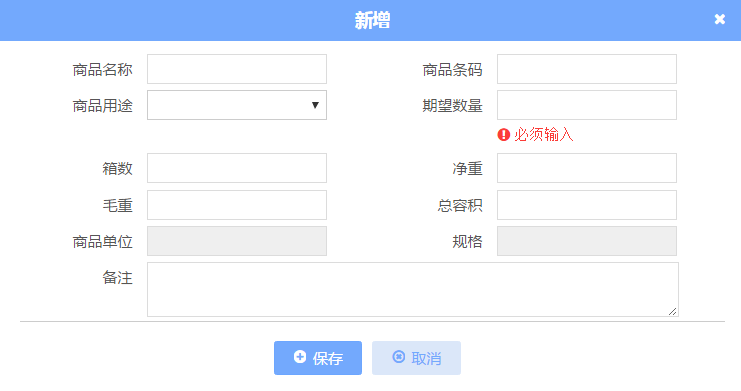 新增
商品名称 商品条码
商品用途 期望数量
必须输入
箱数 净重
毛重 总容积
商品单位 规格
备注
保存 取消